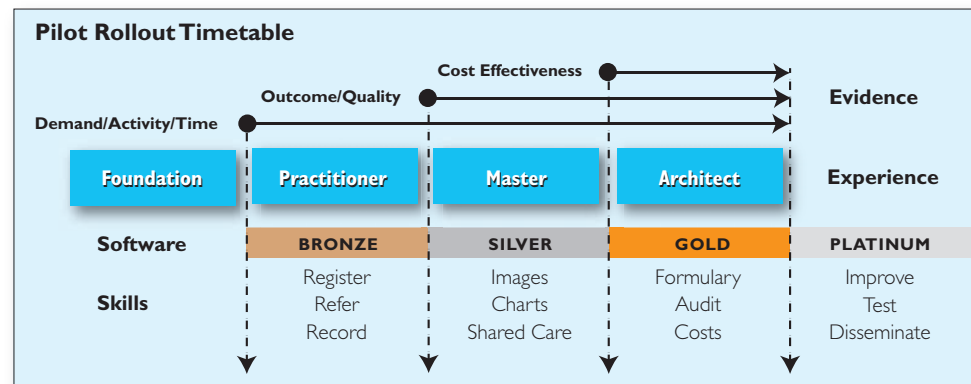 Pilot Rollout Timetable
Cost Effectiveness
Outcome/Quality
Evidence
Demand/Activity/Time
Foundation Practitioner Master Architect Experience
Software BRONZE SILVER GOLD PLATINUM
Register Images Formulary Improve
Skills Refer Charts Audit Test
Record Shared Care Costs Disseminate